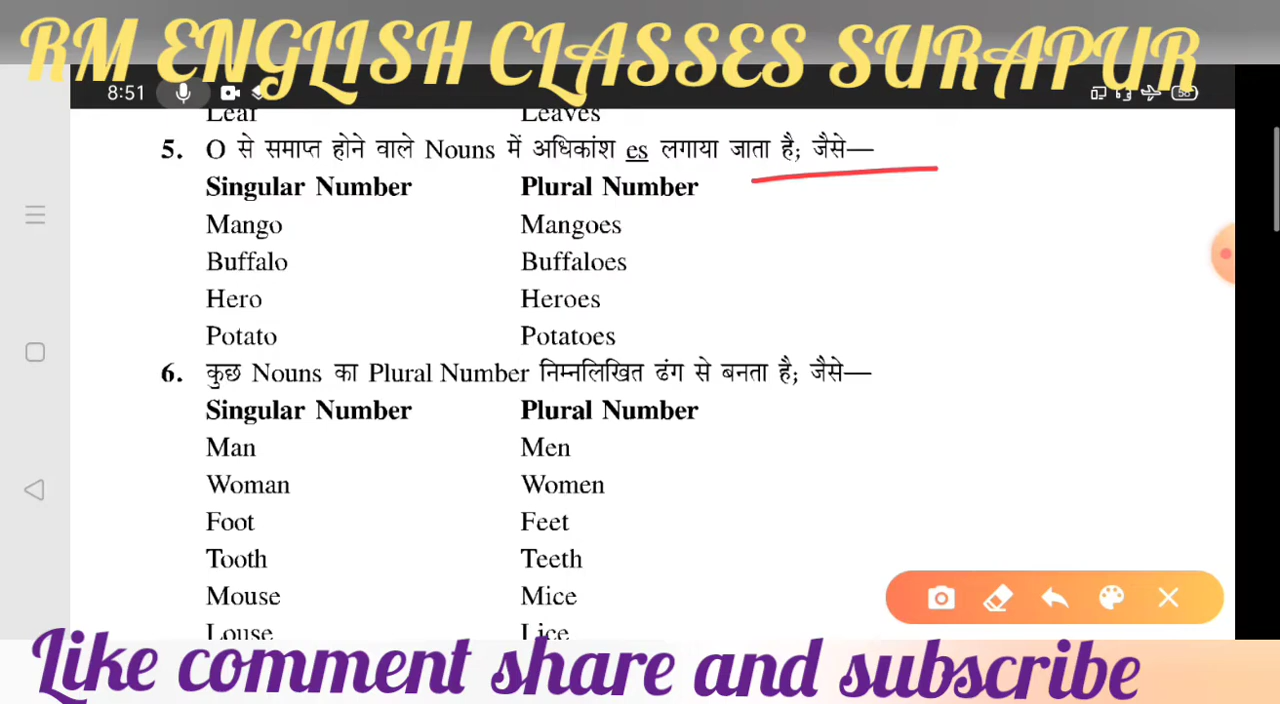 RM ENGLISH CLASSES SURAPUR
8:51
58
Leaf Leaves
5. O से समाप्त होने वाले Nouns में अधिकांश es लगाया जाता है; जैसे—
Singular Number Plural Number
Mango Mangoes
Buffalo Buffaloes
Hero Heroes
Potato Potatoes
6. कुछ Nouns का Plural Number निम्नलिखित ढंग से बनता है; जैसे—
Singular Number Plural Number
Man Men
Woman Women
Foot Feet
Tooth Teeth
Mouse Mice
Louse Lice
Like comment share and subscribe